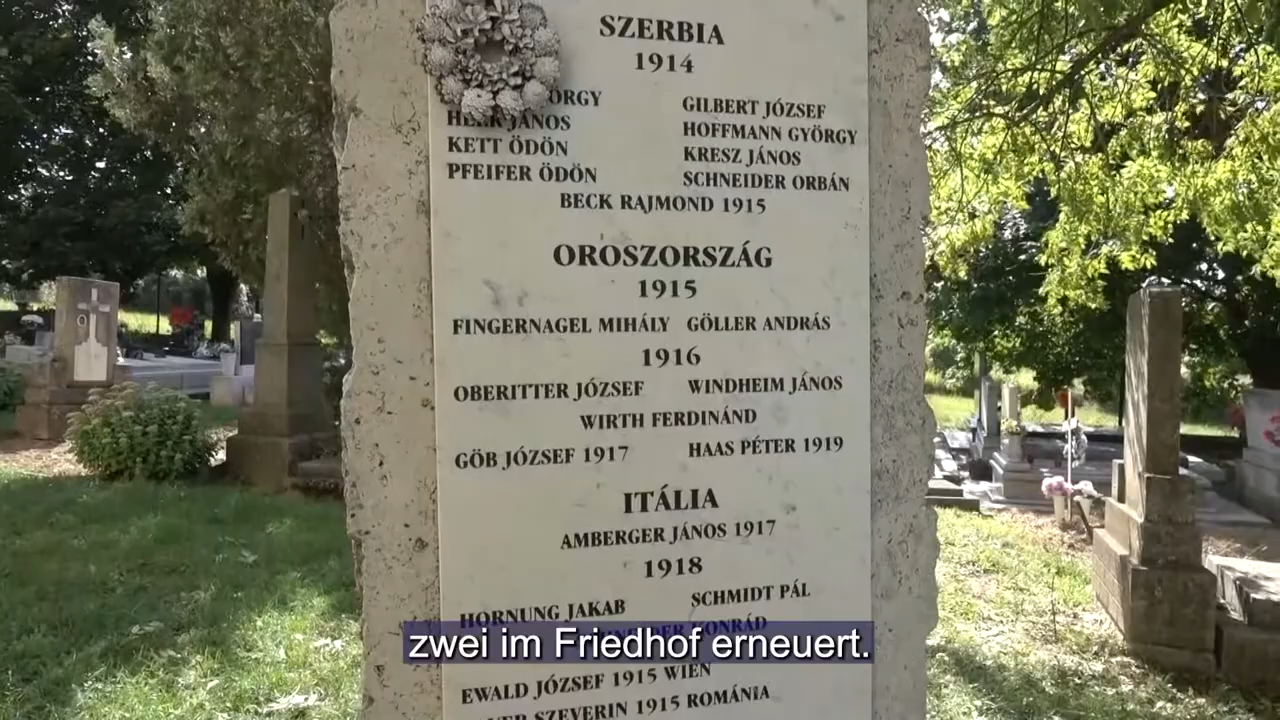 SZERBIA
1914
GILBERT JÓZSEF
JÁNOS HOFFMANN GYÖRGY
KETT ÖDÖN KRESZ JÁNOS
PFEIFER ÖDÖN SCHNEIDER ORBÁN
BECK RAJMOND 1915
OROSZORSZÁG
1915
FINGERNAGEL MIHÁLY GÖLLER ANDRÁS
1916
OBERITTER JÓZSEF WINDHEIM JÁNOS
WIRTH FERDINÁND
GÖB JÓZSEF 1917 HAAS PÉTER 1919
ITÁLIA
AMBERGER JÁNOS 1917
1918
HORNUNG JAKAB SCHMIDT PÁL
KONRÁD
zwei im Friedhof erneuert.
EWALD JÓZSEF 1915 WIEN
SZEVERIN 1915 ROMÁNIA